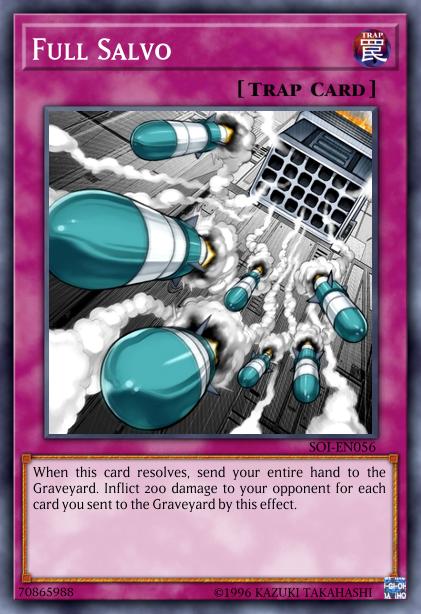 Full Salvo
TRAP
罠
[Trap Card]
SOI-EN056
When this card resolves, send your entire hand to the
Graveyard. Inflict 200 damage to your opponent for each
card you sent to the Graveyard by this effect.
70865988
©1996 KAZUKI TAKAHASHI